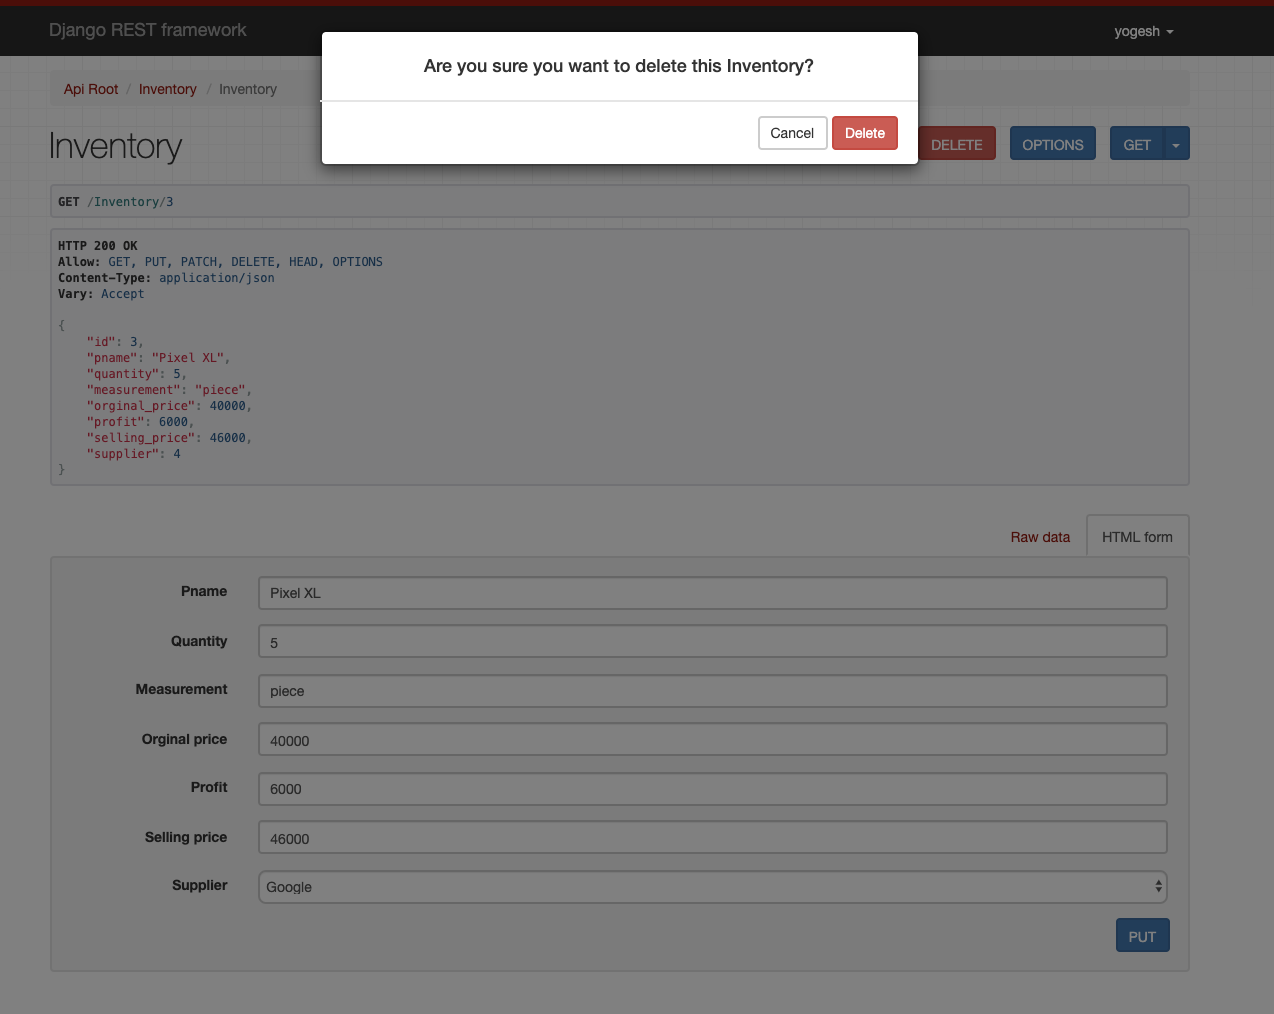 Django REST framework
yogesh
Are you sure you want to delete this Inventory?
Cancel
Delete
Api Root / Inventory / Inventory
Inventory
DELETE
OPTIONS
GET
GET /Inventory/3
HTTP 200 OK
Allow: GET, PUT, PATCH, DELETE, HEAD, OPTIONS
Content-Type: application/json
Vary: Accept
{
    "id": 3,
    "pname": "Pixel XL",
    "quantity": 5,
    "measurement": "piece",
    "orginal_price": 40000,
    "profit": 6000,
    "selling_price": 46000,
    "supplier": 4
}
Raw data
HTML form
Pname Pixel XL
Quantity 5
Measurement piece
Orginal price 40000
Profit 6000
Selling price 46000
Supplier Google
PUT